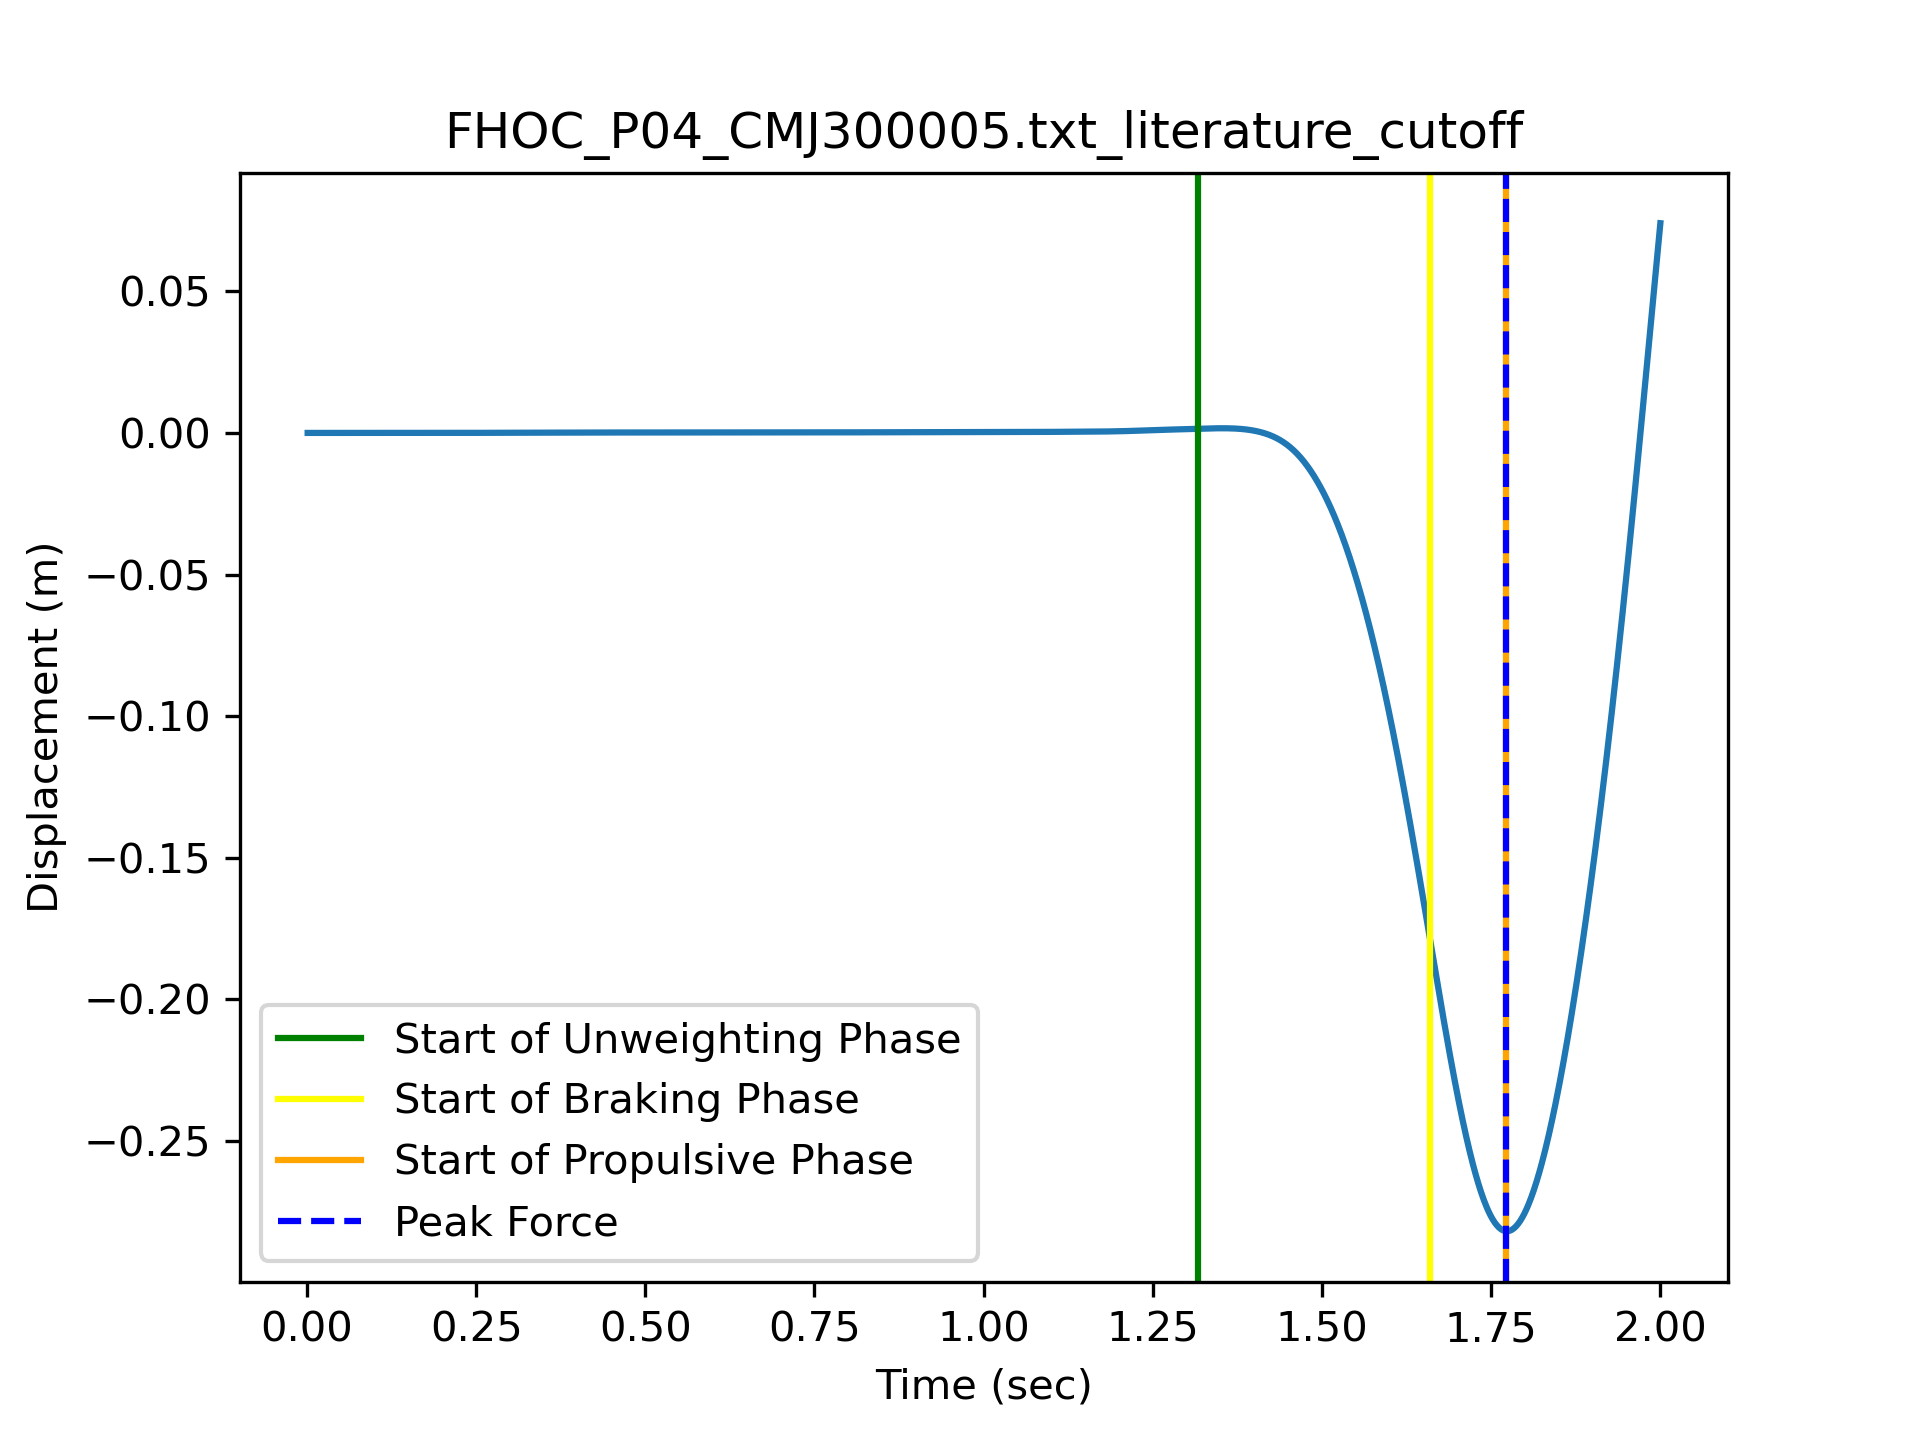 FHOC_P04_CMJ300005.txt_literature_cutoff
0.05
0.00
−0.05
−0.10
−0.15
−0.20
−0.25
Displacement (m)
Start of Unweighting Phase
Start of Braking Phase
Start of Propulsive Phase
Peak Force
0.00 0.25 0.50 0.75 1.00 1.25 1.50 1.75 2.00
Time (sec)